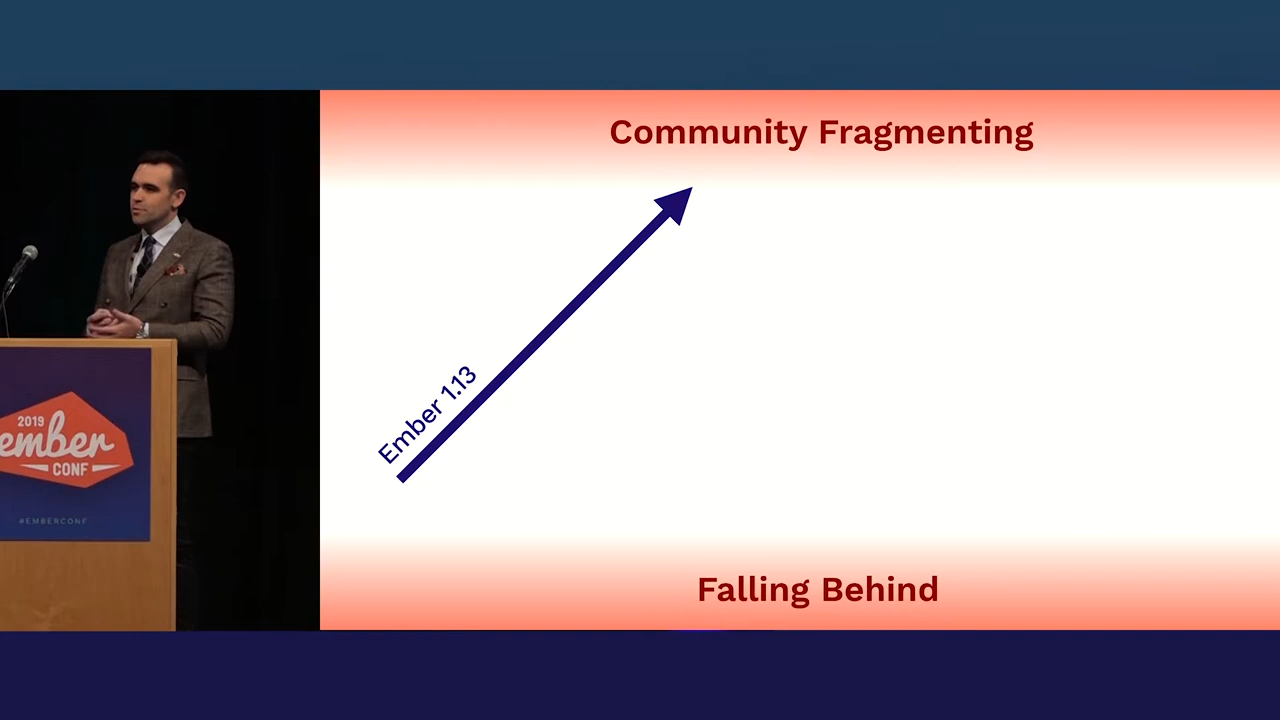 Community Fragmenting
Ember 1.13
Falling Behind
2019
ember
CONF
#EMBERCONF